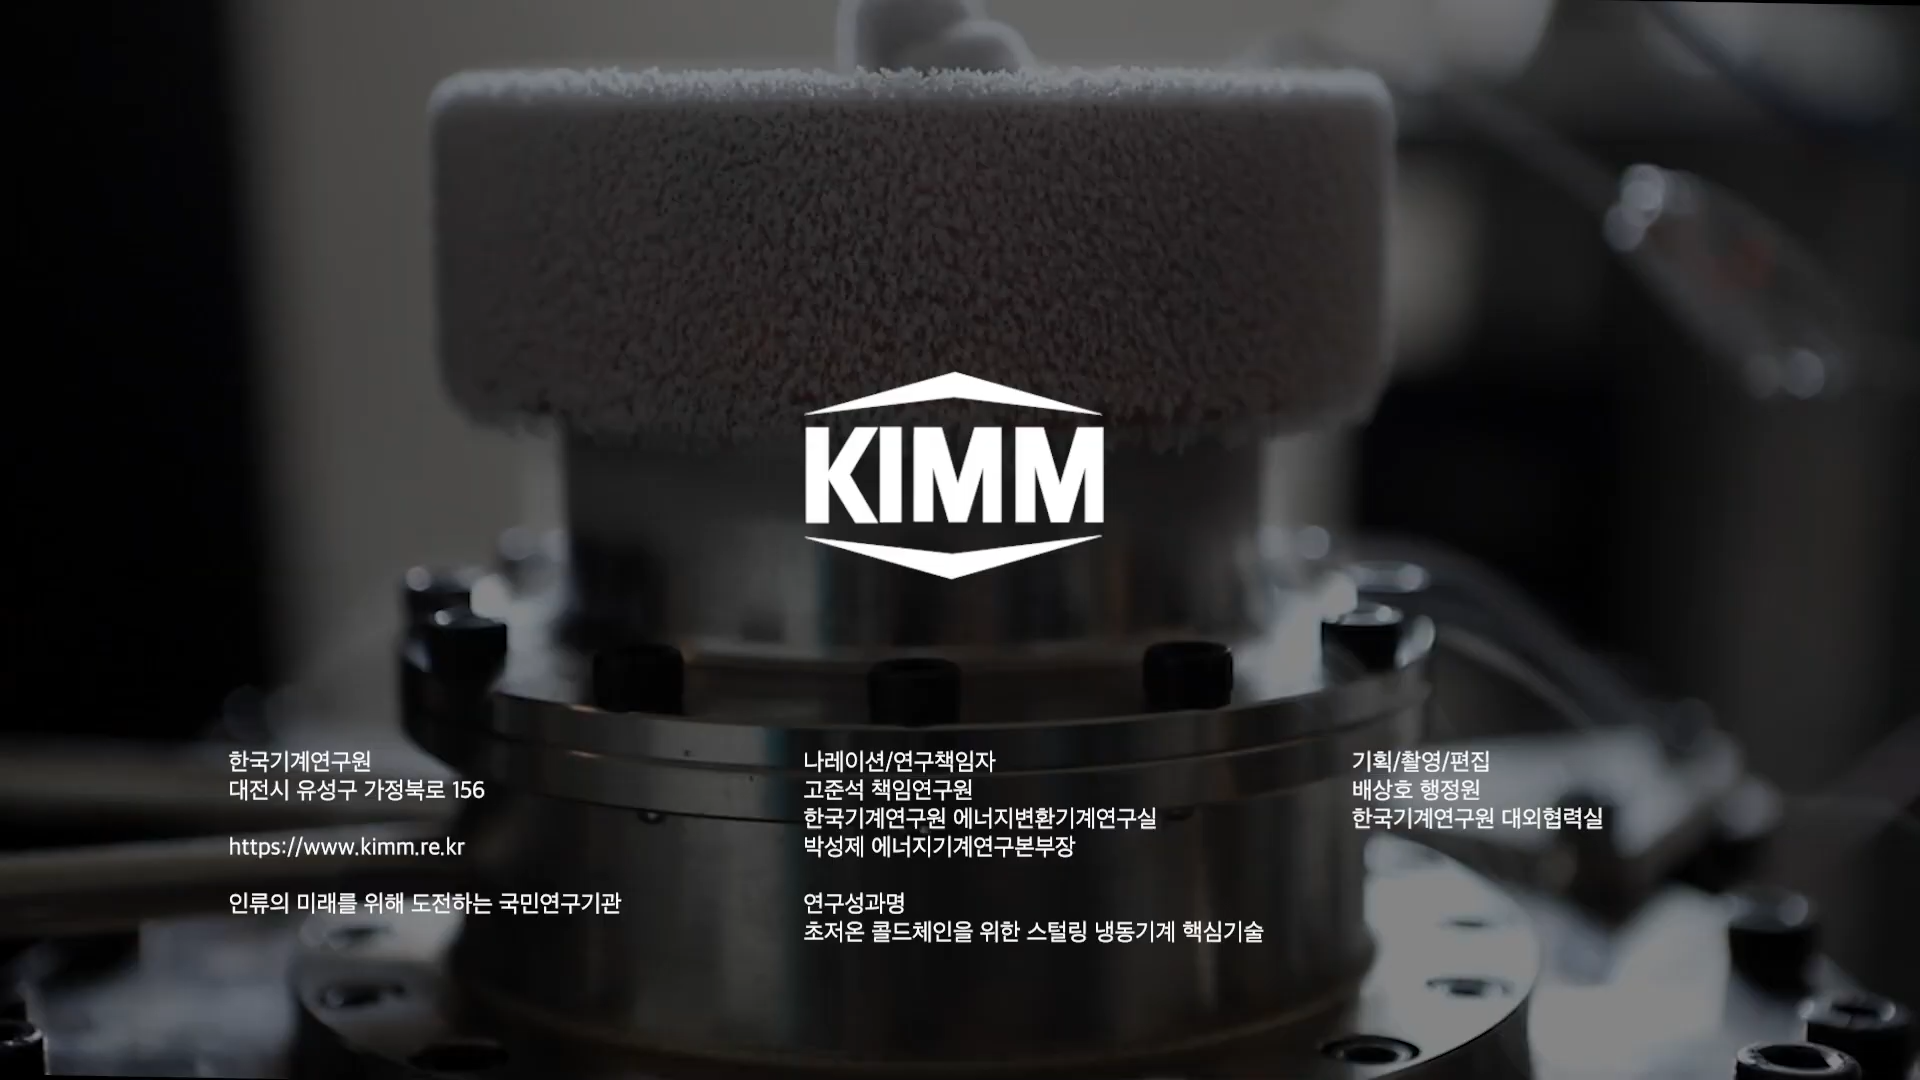 KIMM
한국기계연구원
대전시 유성구 가정북로 156
https://www.kimm.re.kr
인류의 미래를 위해 도전하는 국민연구기관
나레이션/연구책임자
고준석 책임연구원
한국기계연구원 에너지변환기계연구실
박성제 에너지기계연구본부장
연구성과명
초저온 콜드체인을 위한 스털링 냉동기계 핵심기술
기획/촬영/편집
배상호 행정원
한국기계연구원 대외협력실